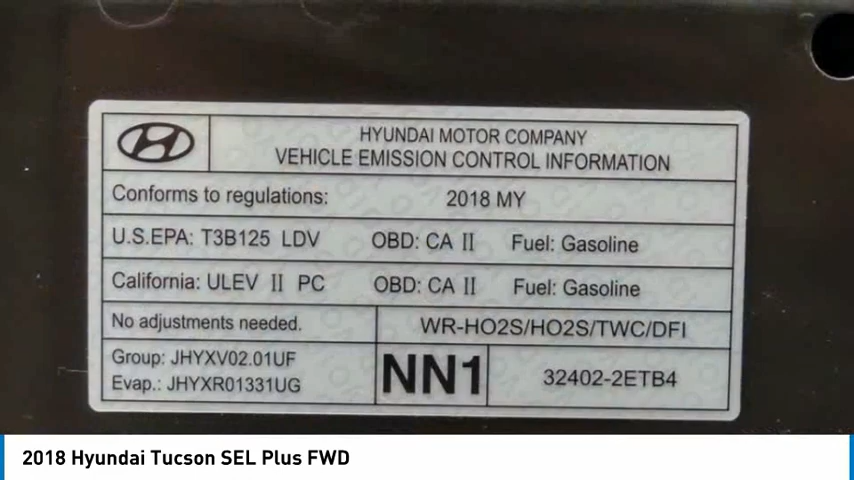 HYUNDAI MOTOR COMPANY
VEHICLE EMISSION CONTROL INFORMATION
Conforms to regulations: 2018 MY
U.S.EPA: T3B125 LDV OBD: CA II Fuel: Gasoline
California: ULEV II PC OBD: CA II Fuel: Gasoline
No adjustments needed. WR-HO2S/HO2S/TWC/DFI
Group: JHYXV02.01UF
Evap.: JHYXR01331UG
NN1
32402-2ETB4
2018 Hyundai Tucson SEL Plus FWD